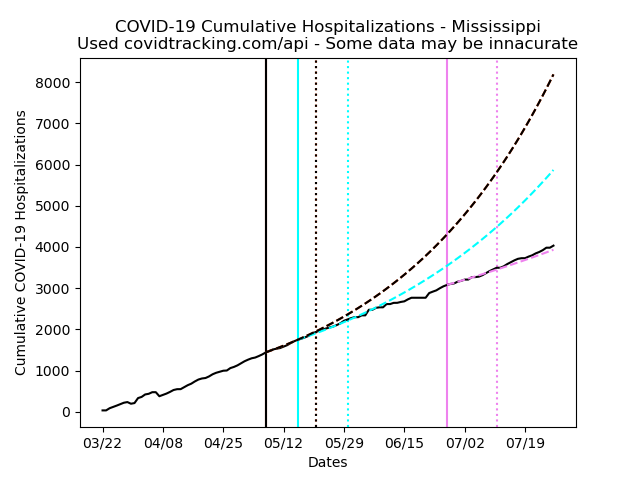 COVID-19 Cumulative Hospitalizations - Mississippi
Used covidtracking.com/api - Some data may be innacurate
Cumulative COVID-19 Hospitalizations
8000
7000
6000
5000
4000
3000
2000
1000
0
03/22 04/08 04/25 05/12 05/29 06/15 07/02 07/19
Dates